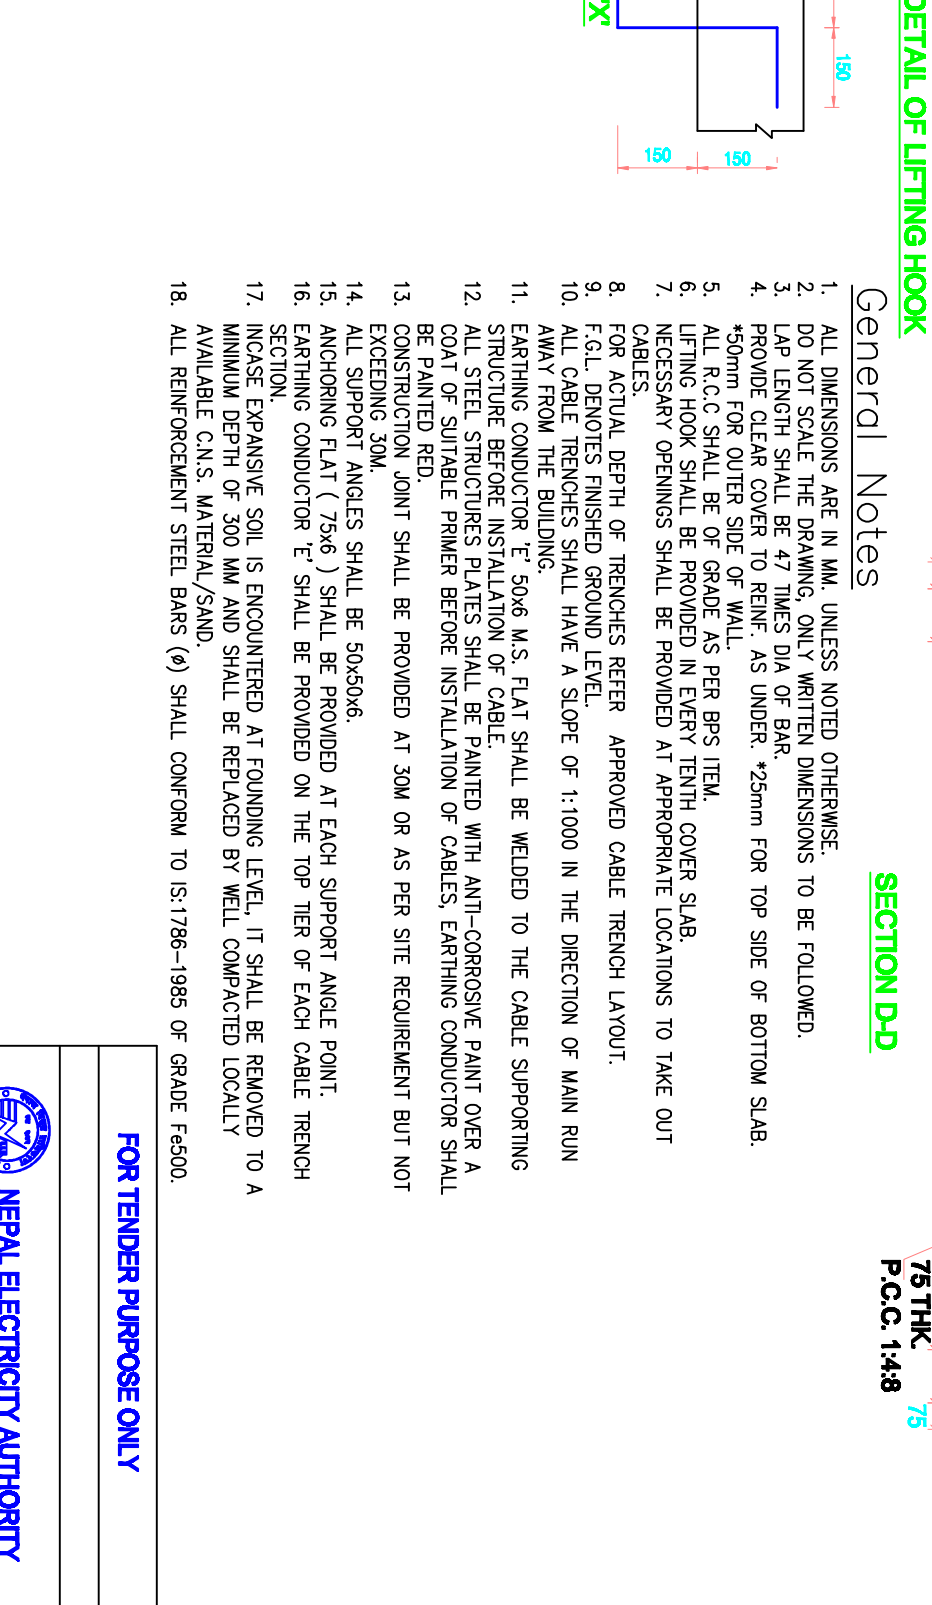 DETAIL OF LIFTING HOOK
'X'
150
150
150
SECTION D-D
75 THK.
P.C.C. 1:4:8
75
General Notes
1. ALL DIMENSIONS ARE IN MM. UNLESS NOTED OTHERWISE.
2. DO NOT SCALE THE DRAWING, ONLY WRITTEN DIMENSIONS TO BE FOLLOWED.
3. LAP LENGTH SHALL BE 47 TIMES DIA OF BAR.
4. PROVIDE CLEAR COVER TO REINF. AS UNDER. *25mm FOR TOP SIDE OF BOTTOM SLAB.
*50mm FOR OUTER SIDE OF WALL.
5. ALL R.C.C SHALL BE OF GRADE AS PER BPS ITEM.
6. LIFTING HOOK SHALL BE PROVIDED IN EVERY TENTH COVER SLAB.
7. NECESSARY OPENINGS SHALL BE PROVIDED AT APPROPRIATE LOCATIONS TO TAKE OUT
CABLES.
8. FOR ACTUAL DEPTH OF TRENCHES REFER APPROVED CABLE TRENCH LAYOUT.
9. F.G.L. DENOTES FINISHED GROUND LEVEL.
10. ALL CABLE TRENCHES SHALL HAVE A SLOPE OF 1:1000 IN THE DIRECTION OF MAIN RUN
AWAY FROM THE BUILDING.
11. EARTHING CONDUCTOR 'E' 50x6 M.S. FLAT SHALL BE WELDED TO THE CABLE SUPPORTING
STRUCTURE BEFORE INSTALLATION OF CABLE.
12. ALL STEEL STRUCTURES PLATES SHALL BE PAINTED WITH ANTI-CORROSIVE PAINT OVER A
COAT OF SUITABLE PRIMER BEFORE INSTALLATION OF CABLES, EARTHING CONDUCTOR SHALL
BE PAINTED RED.
13. CONSTRUCTION JOINT SHALL BE PROVIDED AT 30M OR AS PER SITE REQUIREMENT BUT NOT
EXCEEDING 30M.
14. ALL SUPPORT ANGLES SHALL BE 50x50x6.
15. ANCHORING FLAT ( 75x6 ) SHALL BE PROVIDED AT EACH SUPPORT ANGLE POINT.
16. EARTHING CONDUCTOR 'E' SHALL BE PROVIDED ON THE TOP TIER OF EACH CABLE TRENCH
SECTION.
17. INCASE EXPANSIVE SOIL IS ENCOUNTERED AT FOUNDING LEVEL, IT SHALL BE REMOVED TO A
MINIMUM DEPTH OF 300 MM AND SHALL BE REPLACED BY WELL COMPACTED LOCALLY
AVAILABLE C.N.S. MATERIAL/SAND.
18. ALL REINFORCEMENT STEEL BARS (ø) SHALL CONFORM TO IS:1786-1985 OF GRADE Fe500.
FOR TENDER PURPOSE ONLY
NEPAL ELECTRICITY AUTHORITY